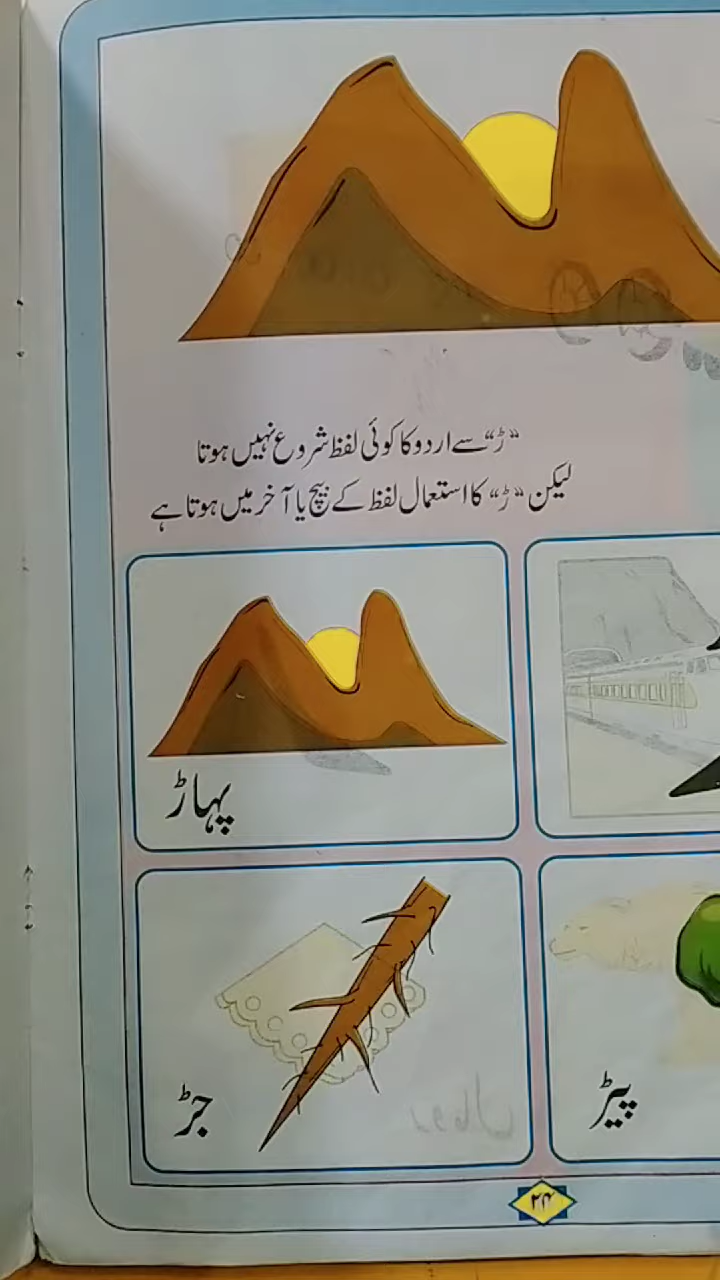 ”ڑ“ سے اردو کا کوئی لفظ شروع نہیں ہوتا
لیکن ”ڑ“ کا استعمال لفظ کے بیچ یا آخر میں ہوتا ہے
پہاڑ
جڑ
پیڑ
۲۴